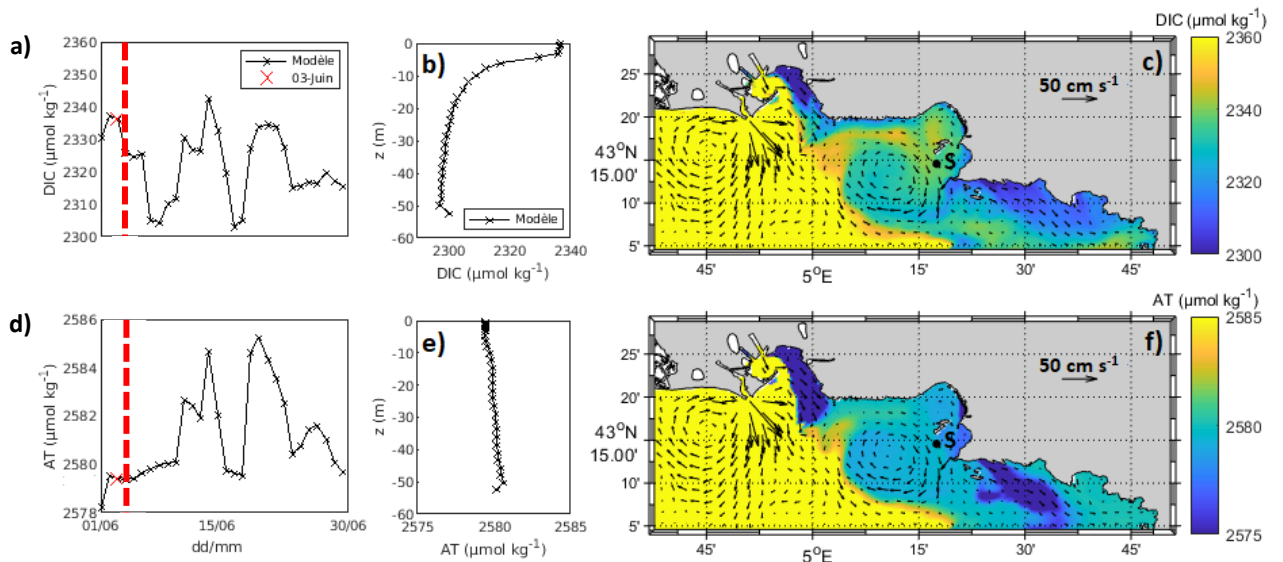 a)
DIC (µmol kg-1)
2360
2350
2340
2330
2320
2310
2300
Modèle
03-Juin
b)
z (m)
0
-10
-20
-30
-40
-50
-60
Modèle
2300
2320
2340
DIC (µmol kg-1)
c)
50 cm s-1
25'
20'
43°N
15.00'
10'
5'
S
45'
5°E
15'
30'
45'
DIC (µmol kg-1)
2360
2340
2320
2300
d)
AT (µmol kg-1)
2586
2584
2582
2580
2578
01/06
15/06
30/06
dd/mm
e)
z (m)
0
-10
-20
-30
-40
-50
-60
2575
2580
2585
AT (µmol kg-1)
f)
50 cm s-1
25'
20'
43°N
15.00'
10'
5'
S
45'
5°E
15'
30'
45'
AT (µmol kg-1)
2585
2580
2575